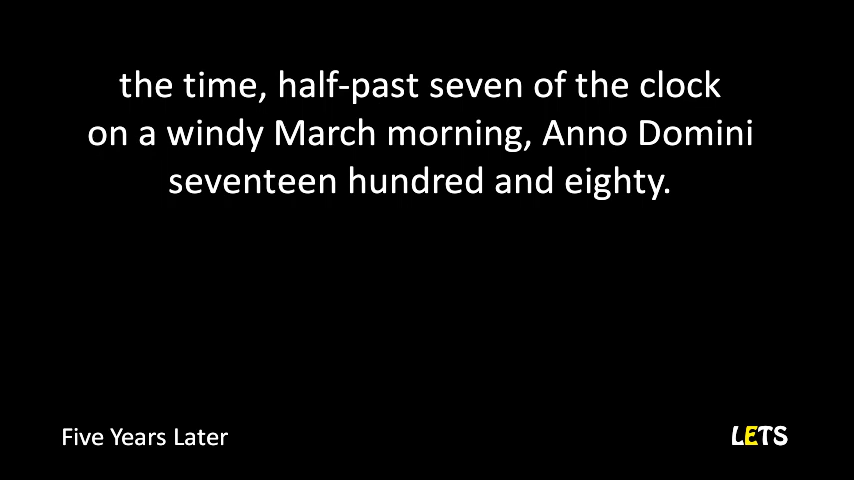 the time, half-past seven of the clock
on a windy March morning, Anno Domini
seventeen hundred and eighty.
Five Years Later
LETS